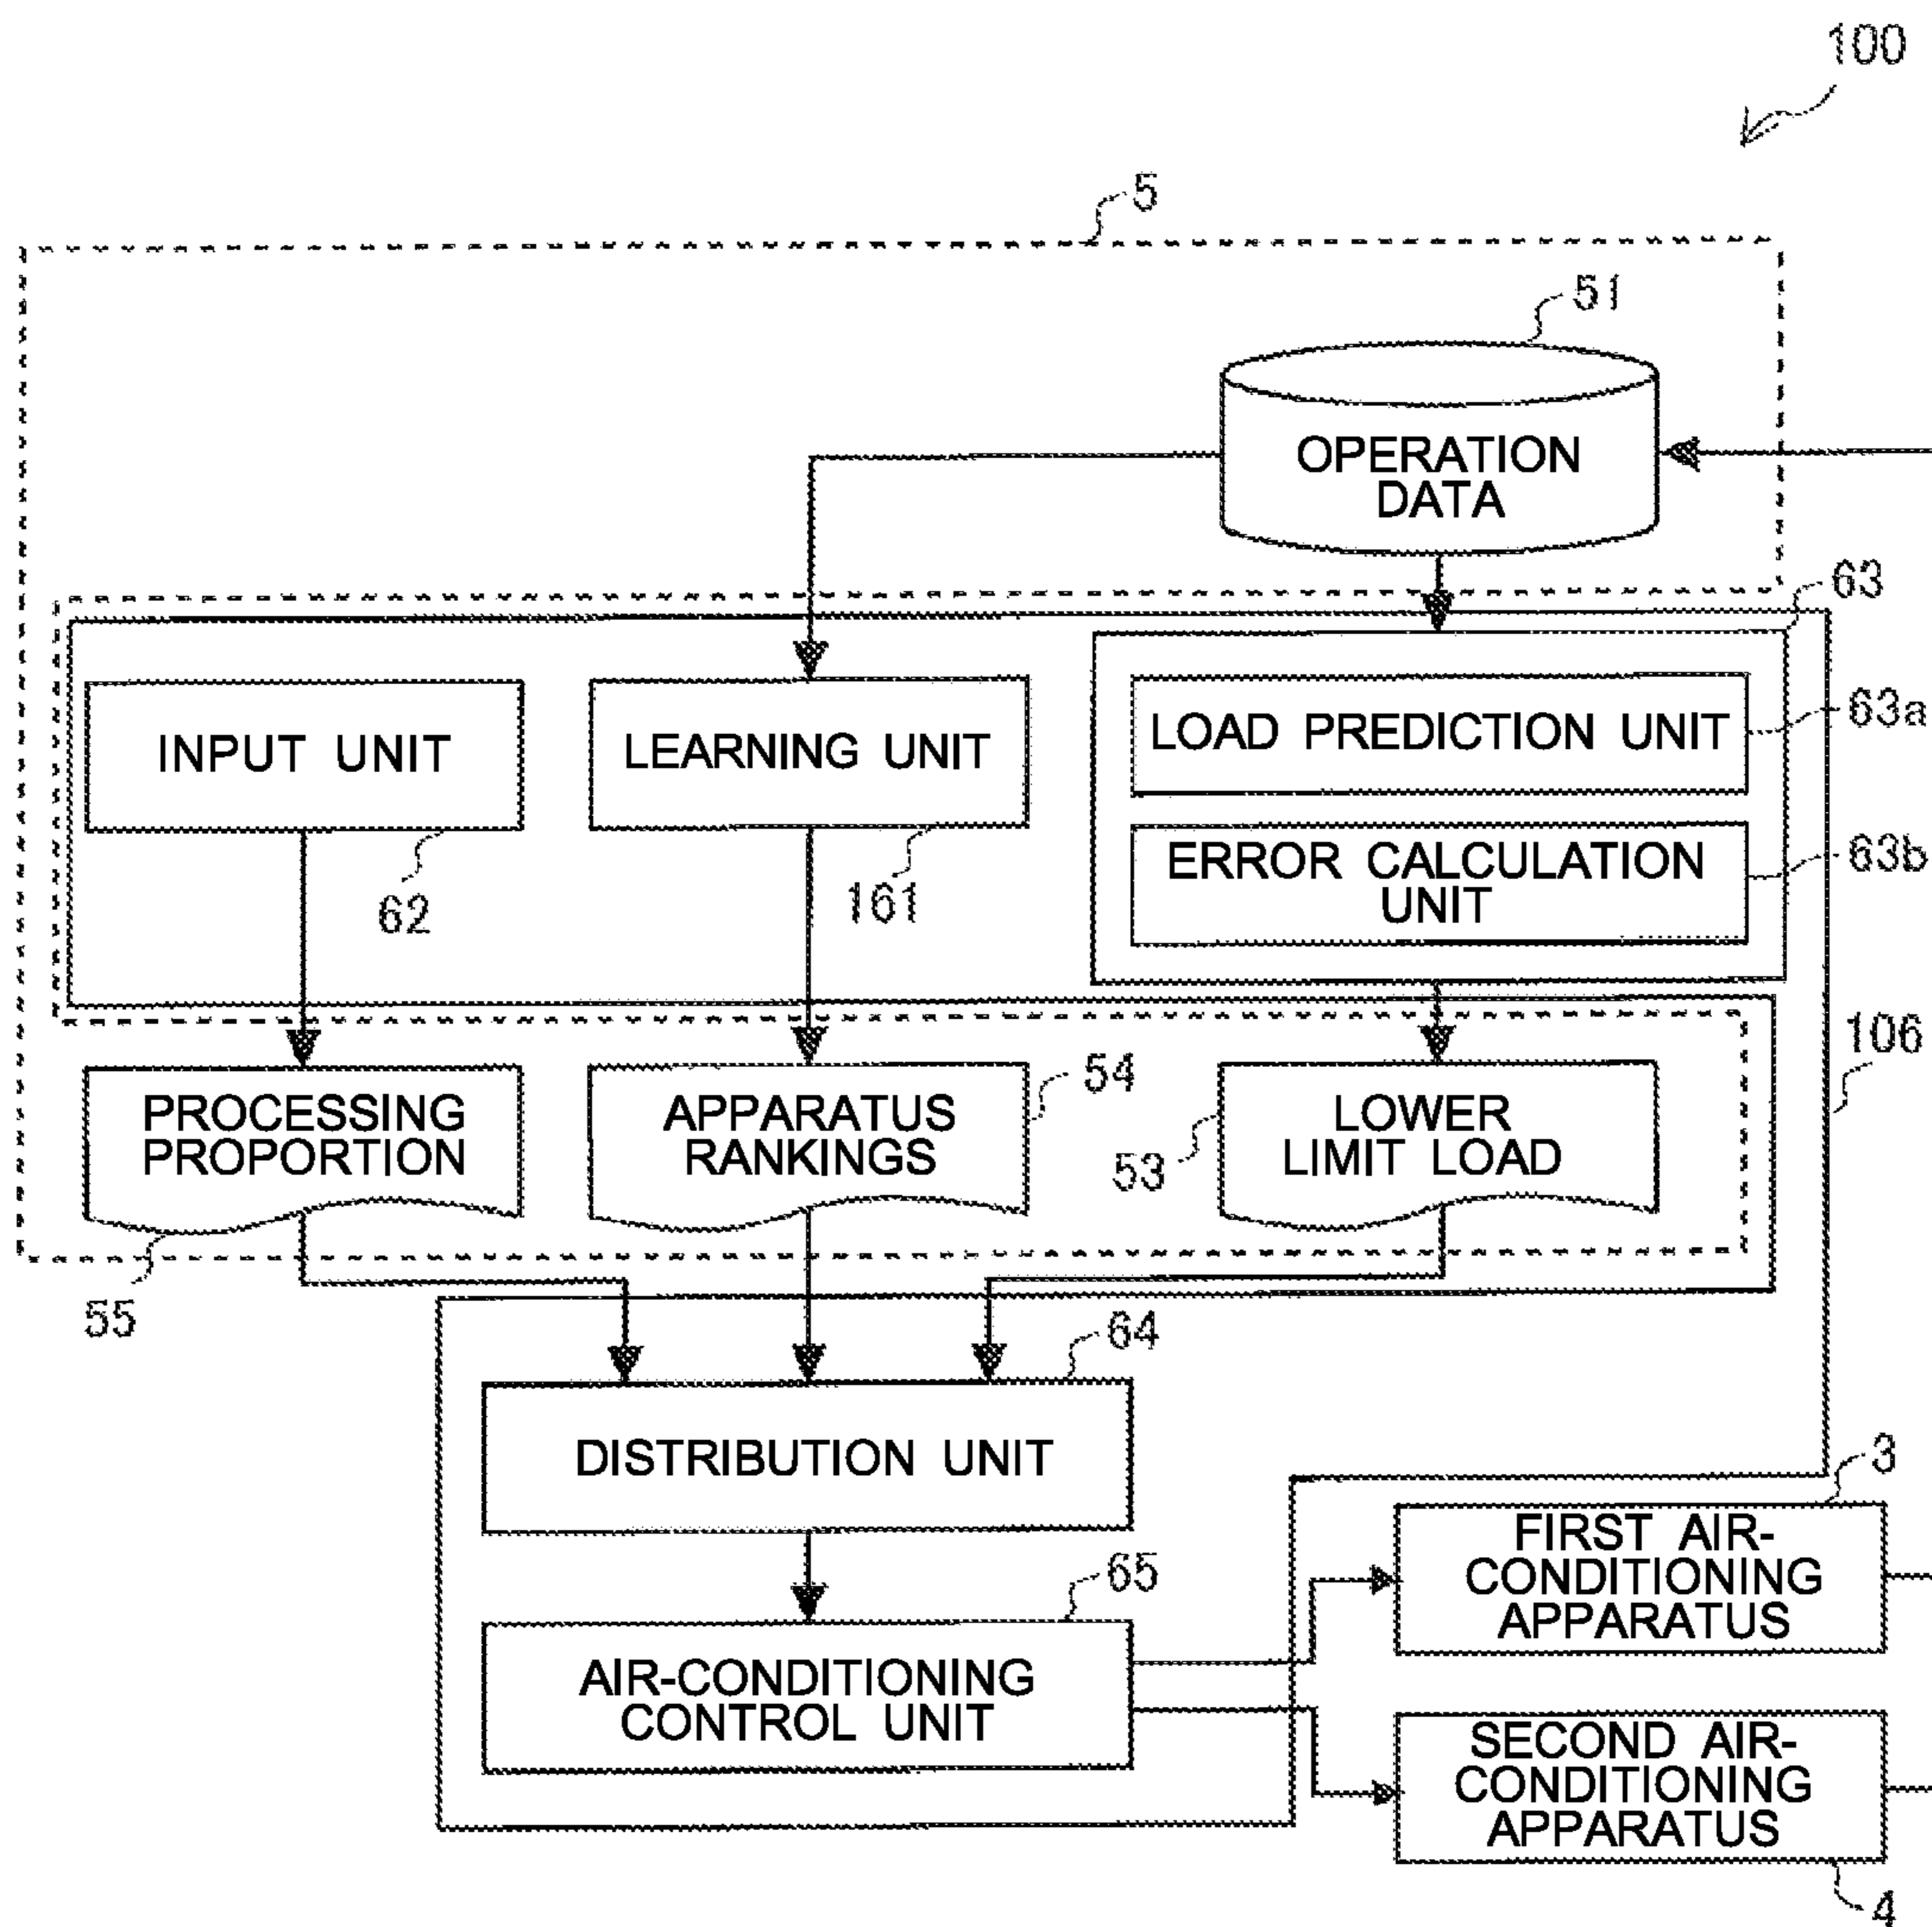 100
5
51
OPERATION
DATA
63
INPUT UNIT
LEARNING UNIT
LOAD PREDICTION UNIT
63a
ERROR CALCULATION
UNIT
63b
62
161
106
PROCESSING
PROPORTION
APPARATUS
RANKINGS
54
53
LOWER
LIMIT LOAD
55
64
DISTRIBUTION UNIT
3
FIRST AIR-
CONDITIONING
APPARATUS
65
AIR-CONDITIONING
CONTROL UNIT
SECOND AIR-
CONDITIONING
APPARATUS
4